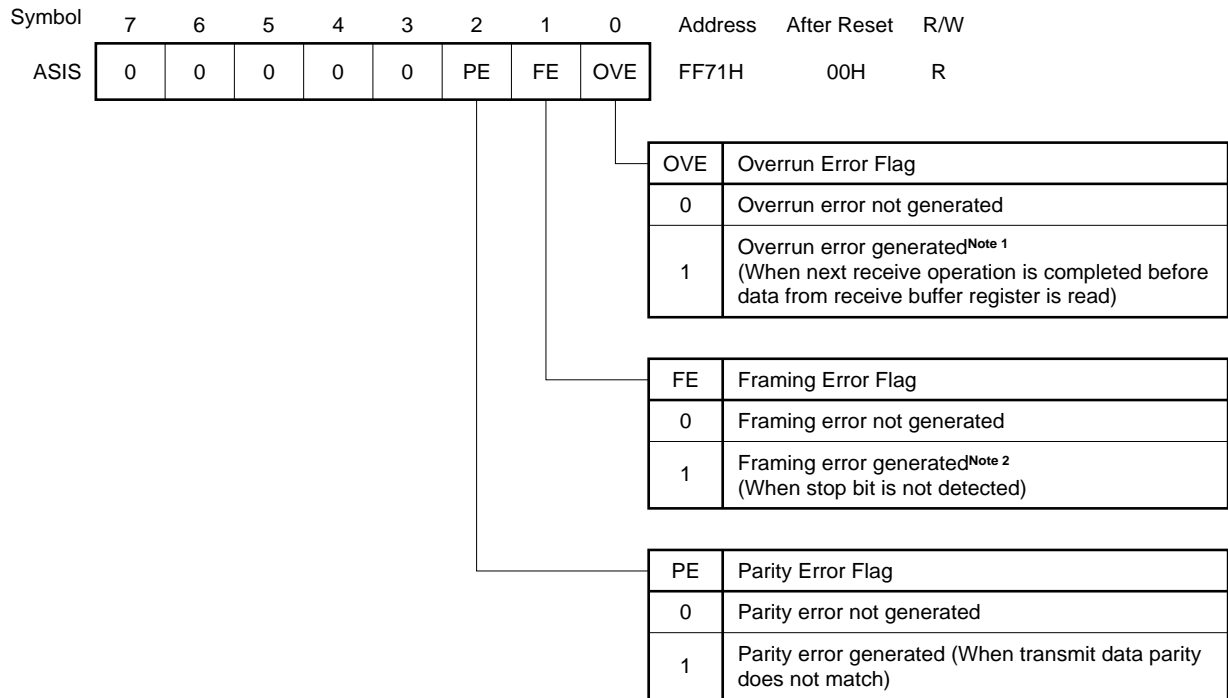 Symbol 7 6 5 4 3 2 1 0 Address After Reset R/W
ASIS 0 0 0 0 0 PE FE OVE FF71H 00H R
OVE Overrun Error Flag
0 Overrun error not generated
1 Overrun error generatedNote 1
(When next receive operation is completed before
data from receive buffer register is read)
FE Framing Error Flag
0 Framing error not generated
1 Framing error generatedNote 2
(When stop bit is not detected)
PE Parity Error Flag
0 Parity error not generated
1 Parity error generated (When transmit data parity
does not match)